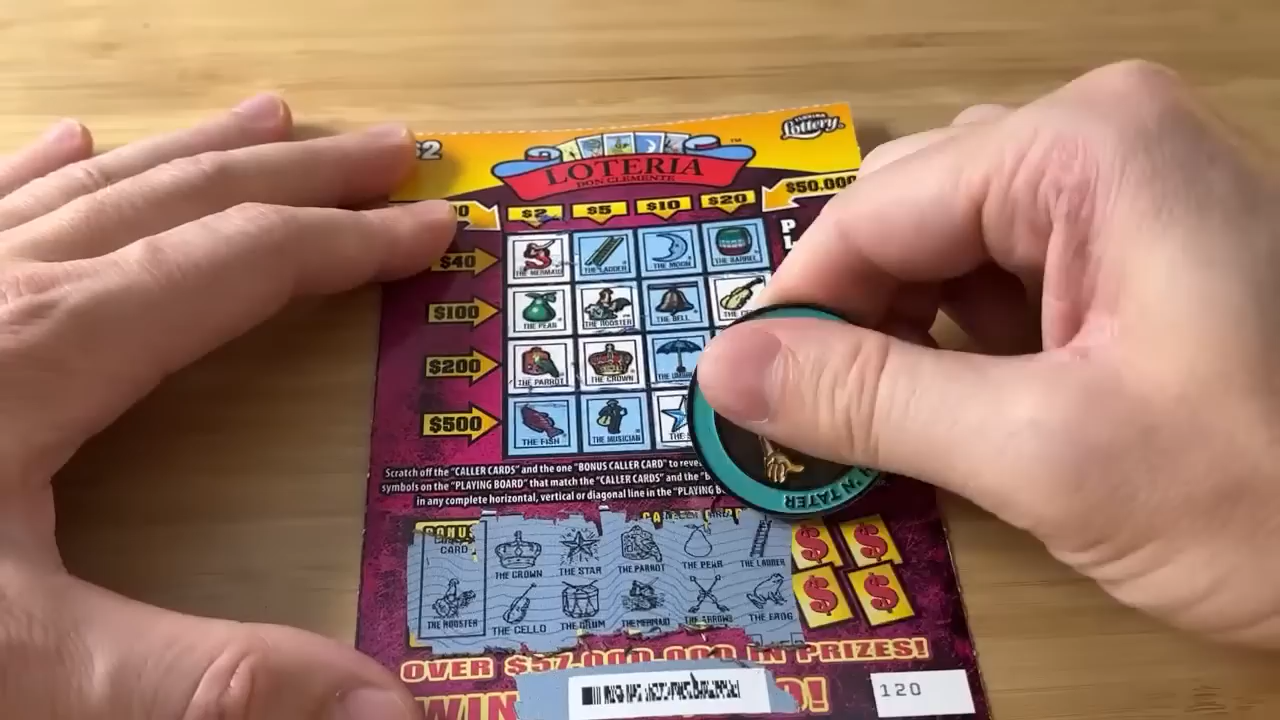 $2
Lottery
LOTERIA™
DON CLEMENTE
$50,000
$2 $5 $10 $20
$40
THE MERMAID THE LADDER THE MOON THE BARREL
$100
THE PEAR THE ROOSTER THE BELL
$200
THE PARROT THE CROWN
$500
THE FISH THE MUSICIAN THE
Scratch off the "CALLER CARDS" and the one "BONUS CALLER CARD" to
symbols on the "PLAYING BOARD" that match the "CALLER CARDS" and the
in any complete horizontal, vertical or diagonal line in the "PLAYING
BONUS
CARD
THE CROWN THE STAR THE PARROT THE PEAR THE LADDER
THE ROOSTER THE CELLO THE DRUM THE MERMAID THE ARROWS THE FROG
$ $
$ $
OVER $57,000,000 IN PRIZES!
WIN
120
'N TATER